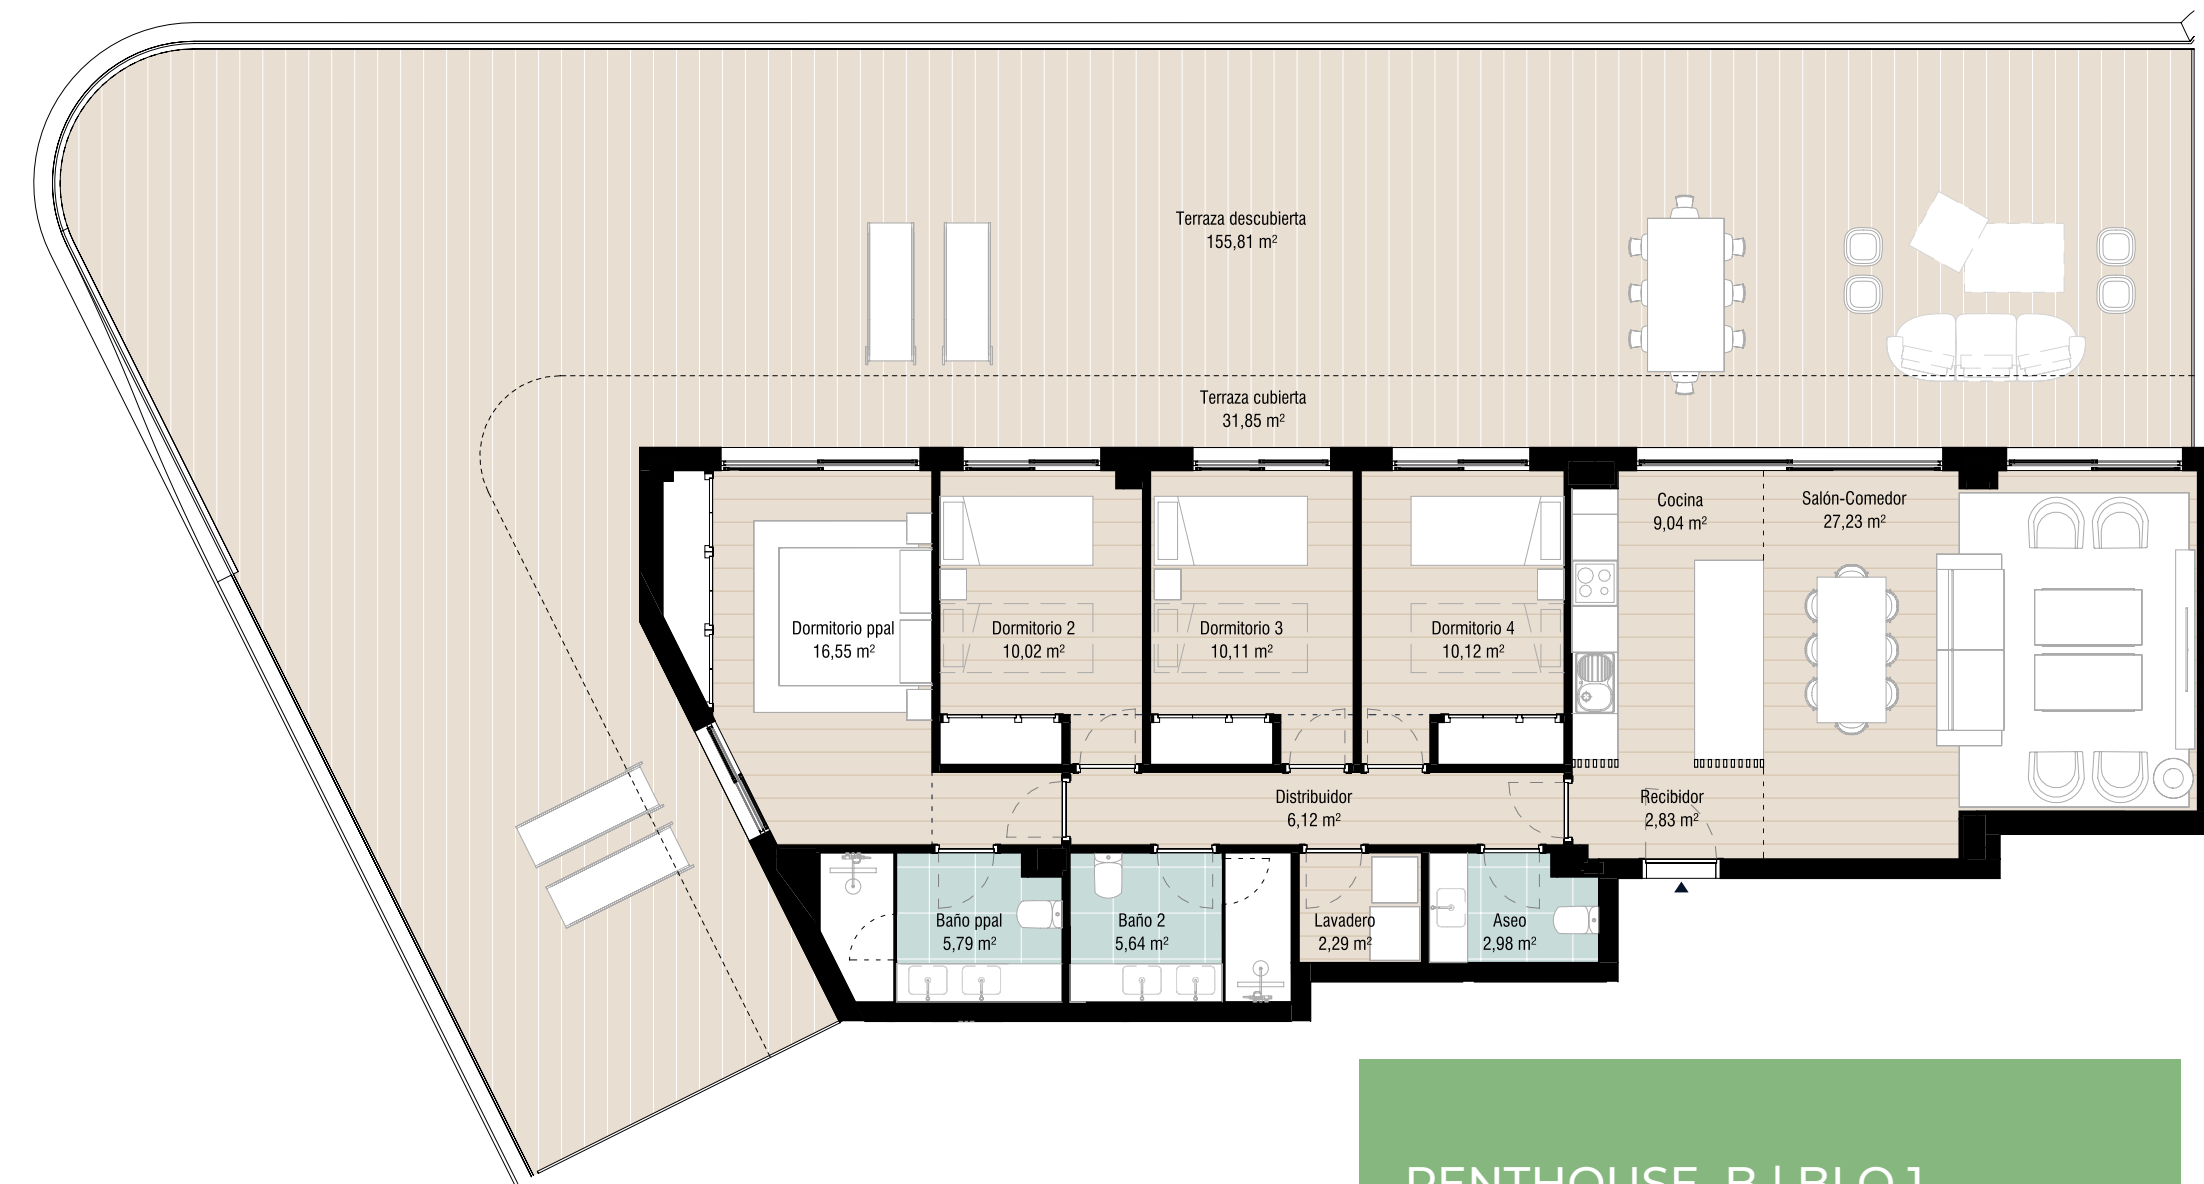 Terraza descubierta
155,81 m²
Terraza cubierta
31,85 m²
Cocina
9,04 m²
Salón-Comedor
27,23 m²
Dormitorio ppal
16,55 m²
Dormitorio 2
10,02 m²
Dormitorio 3
10,11 m²
Dormitorio 4
10,12 m²
Distribuidor
6,12 m²
Recibidor
2,83 m²
Baño ppal
5,79 m²
Baño 2
5,64 m²
Lavadero
2,29 m²
Aseo
2,98 m²
PENTHOUSE B | BLO 1